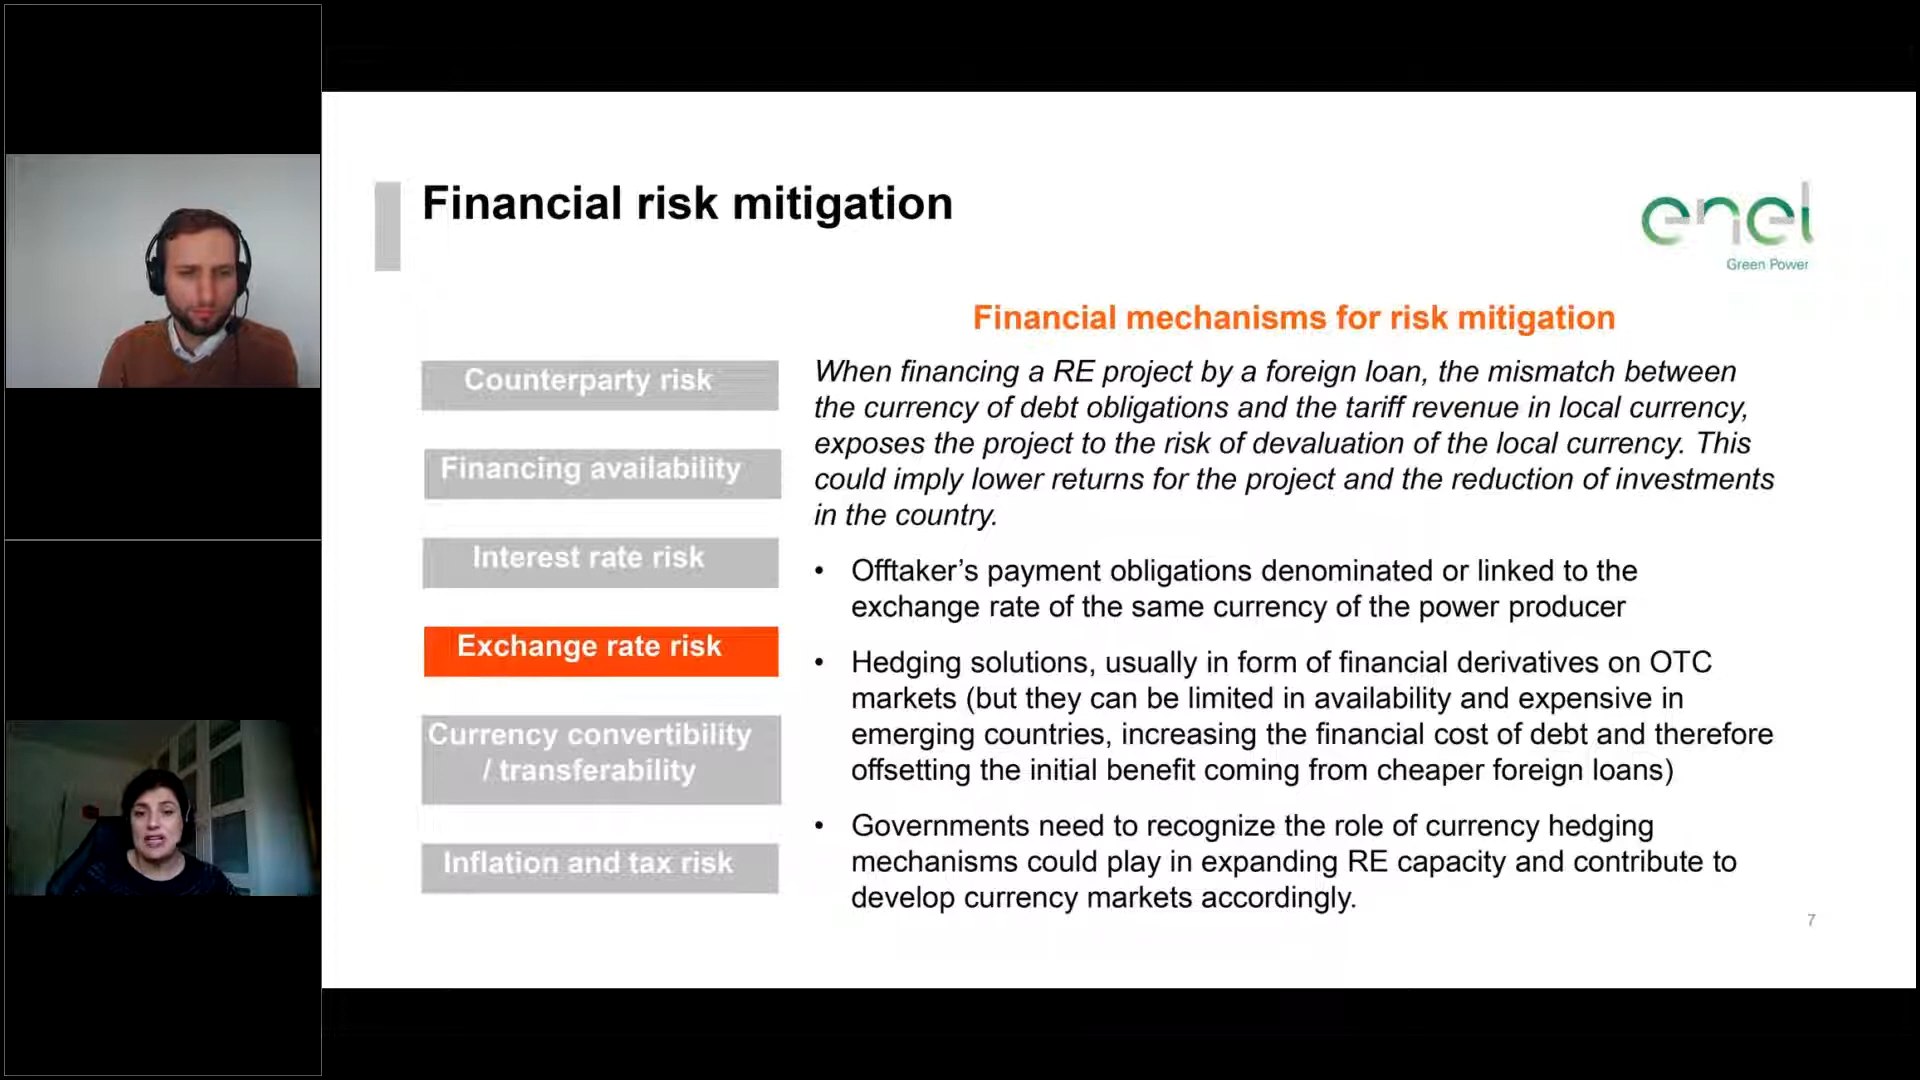 Financial risk mitigation
enel
Green Power
Financial mechanisms for risk mitigation
Counterparty risk
Financing availability
Interest rate risk
Exchange rate risk
Currency convertibility
/ transferability
Inflation and tax risk
When financing a RE project by a foreign loan, the mismatch between
the currency of debt obligations and the tariff revenue in local currency,
exposes the project to the risk of devaluation of the local currency. This
could imply lower returns for the project and the reduction of investments
in the country.
• Offtaker’s payment obligations denominated or linked to the
exchange rate of the same currency of the power producer
• Hedging solutions, usually in form of financial derivatives on OTC
markets (but they can be limited in availability and expensive in
emerging countries, increasing the financial cost of debt and therefore
offsetting the initial benefit coming from cheaper foreign loans)
• Governments need to recognize the role of currency hedging
mechanisms could play in expanding RE capacity and contribute to
develop currency markets accordingly.
7